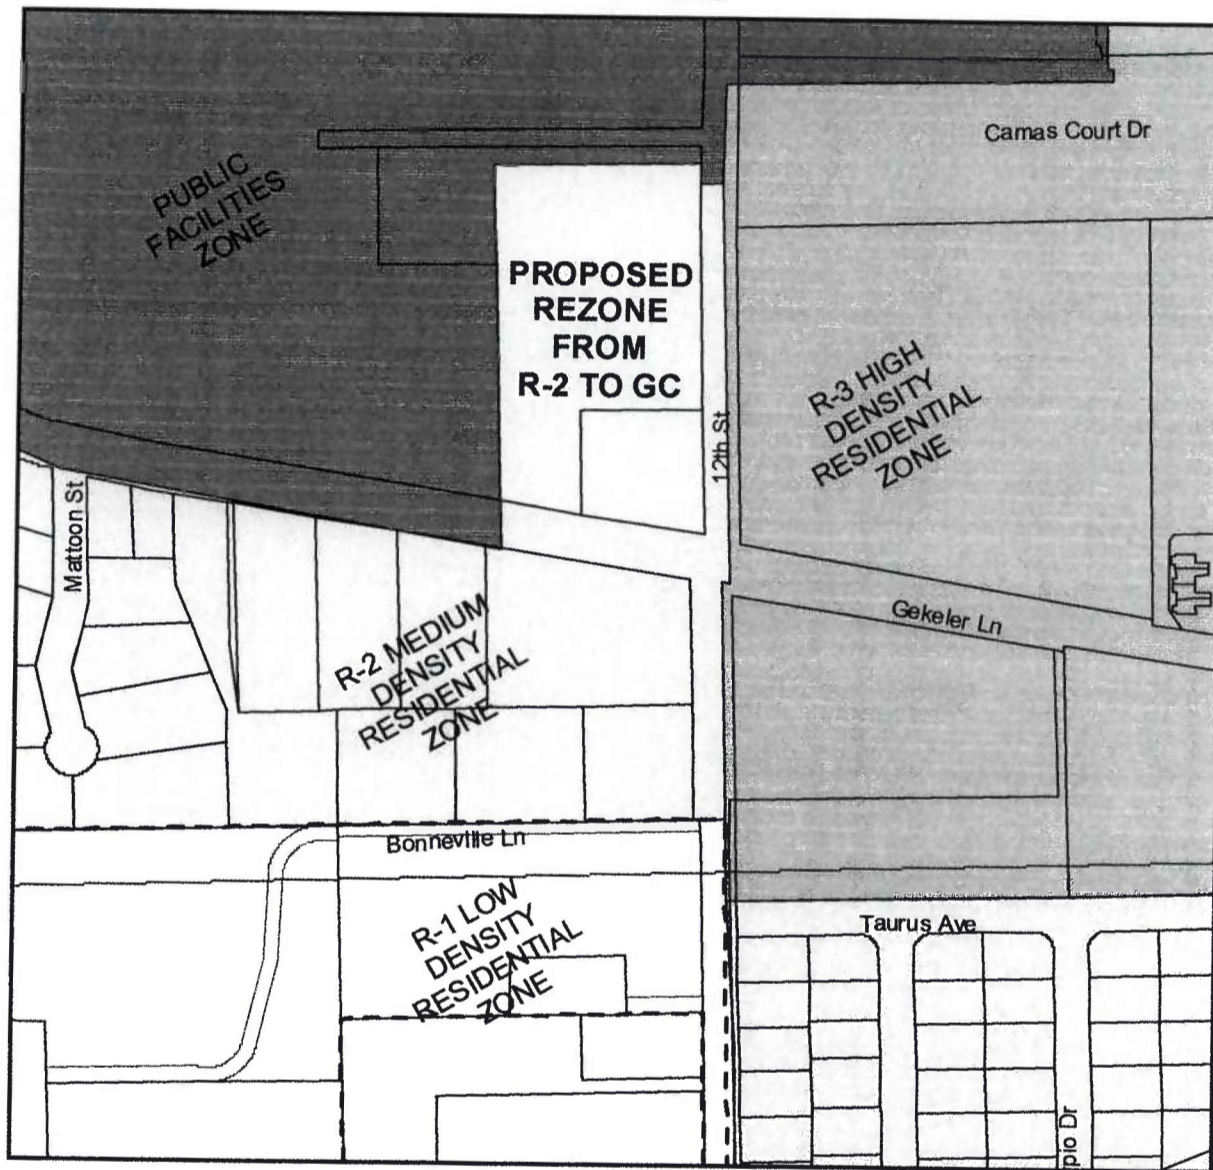 Camas Court Dr
PUBLIC
FACILITIES
ZONE
PROPOSED
REZONE
FROM
R-2 TO GC
R-3 HIGH
DENSITY
RESIDENTIAL
ZONE
12th St
Mattoon St
Gekeler Ln
R-2 MEDIUM
DENSITY
RESIDENTIAL
ZONE
Bonneville Ln
R-1 LOW
DENSITY
RESIDENTIAL
ZONE
Taurus Ave
pio Dr